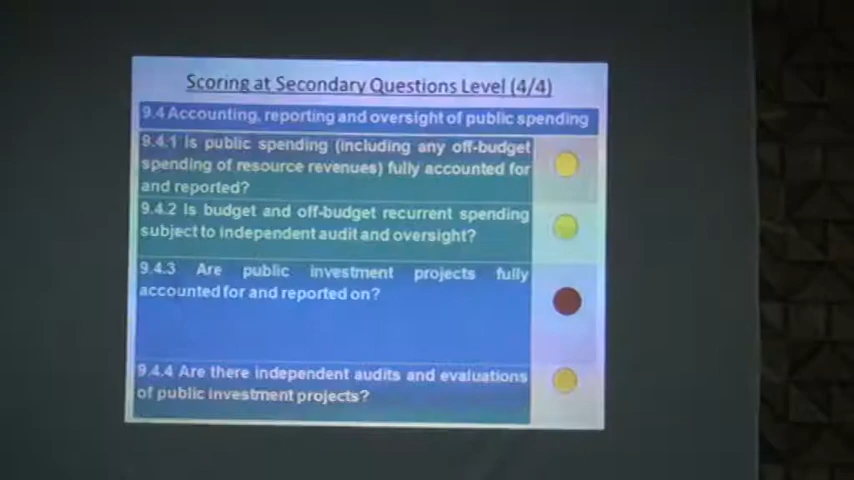 Scoring at Secondary Questions Level (4/4)
9.4 Accounting, reporting and oversight of public spending
9.4.1 Is public spending (including any off-budget
spending of resource revenues) fully accounted for
and reported?
9.4.2 Is budget and off-budget recurrent spending
subject to independent audit and oversight?
9.4.3 Are public investment projects fully
accounted for and reported on?
9.4.4 Are there independent audits and evaluations
of public investment projects?